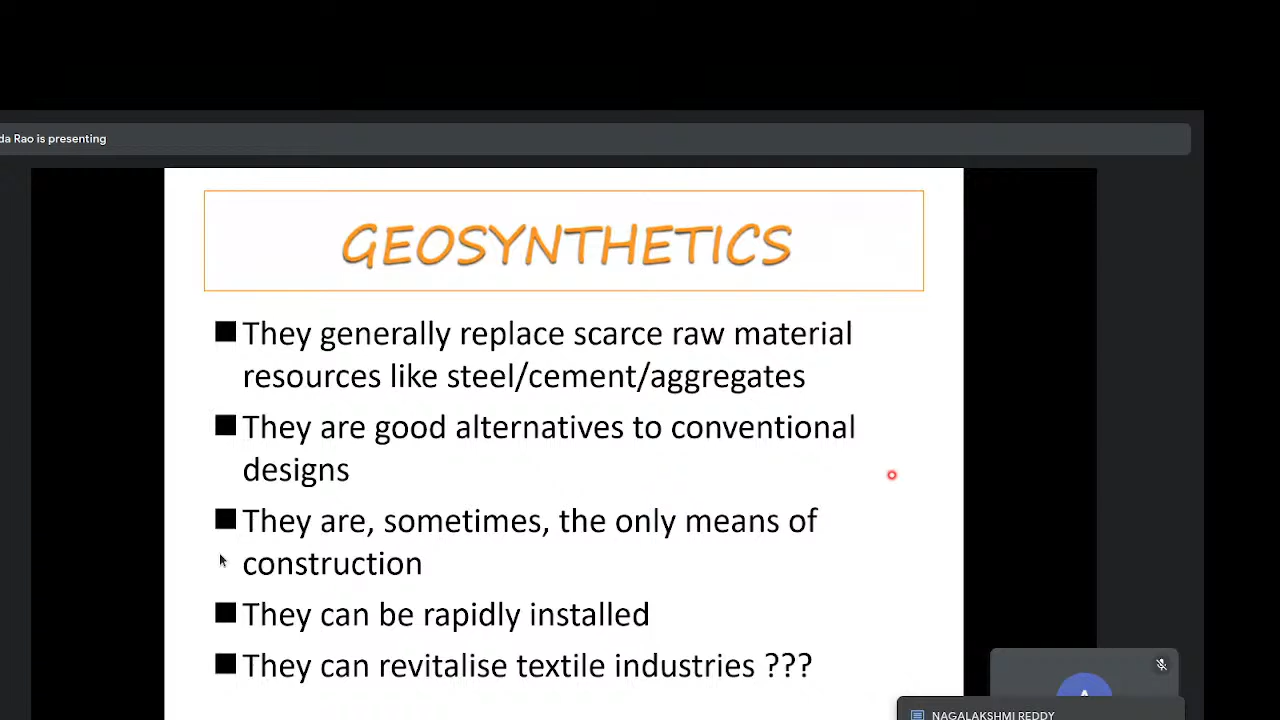 da Rao is presenting
GEOSYNTHETICS
They generally replace scarce raw material
resources like steel/cement/aggregates
They are good alternatives to conventional
designs
They are, sometimes, the only means of
construction
They can be rapidly installed
They can revitalise textile industries ???
A
NAGALAKSHMI REDDY